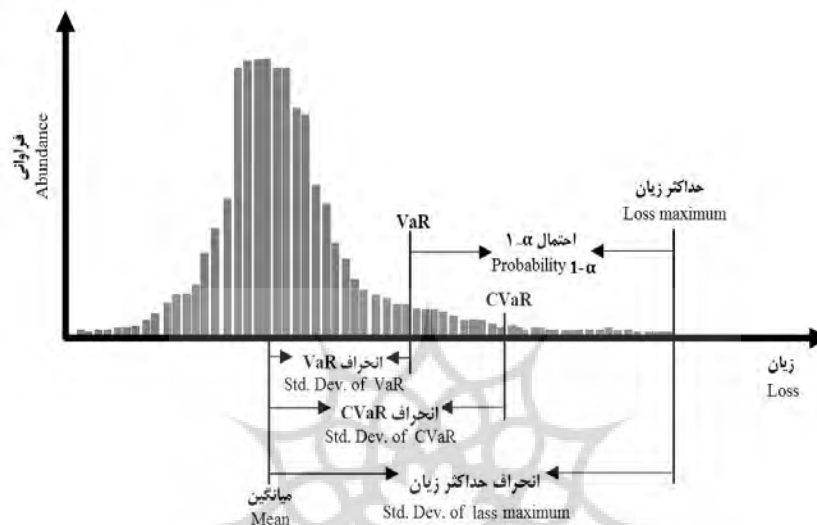 فراوانی
Abundance
VaR
حداکثر زیان
Loss maximum
احتمال ۱-α
Probability 1-α
CVaR
زیان
Loss
انحراف VaR
Std. Dev. of VaR
انحراف CVaR
Std. Dev. of CVaR
انحراف حداکثر زیان
Std. Dev. of lass maximum
میانگین
Mean